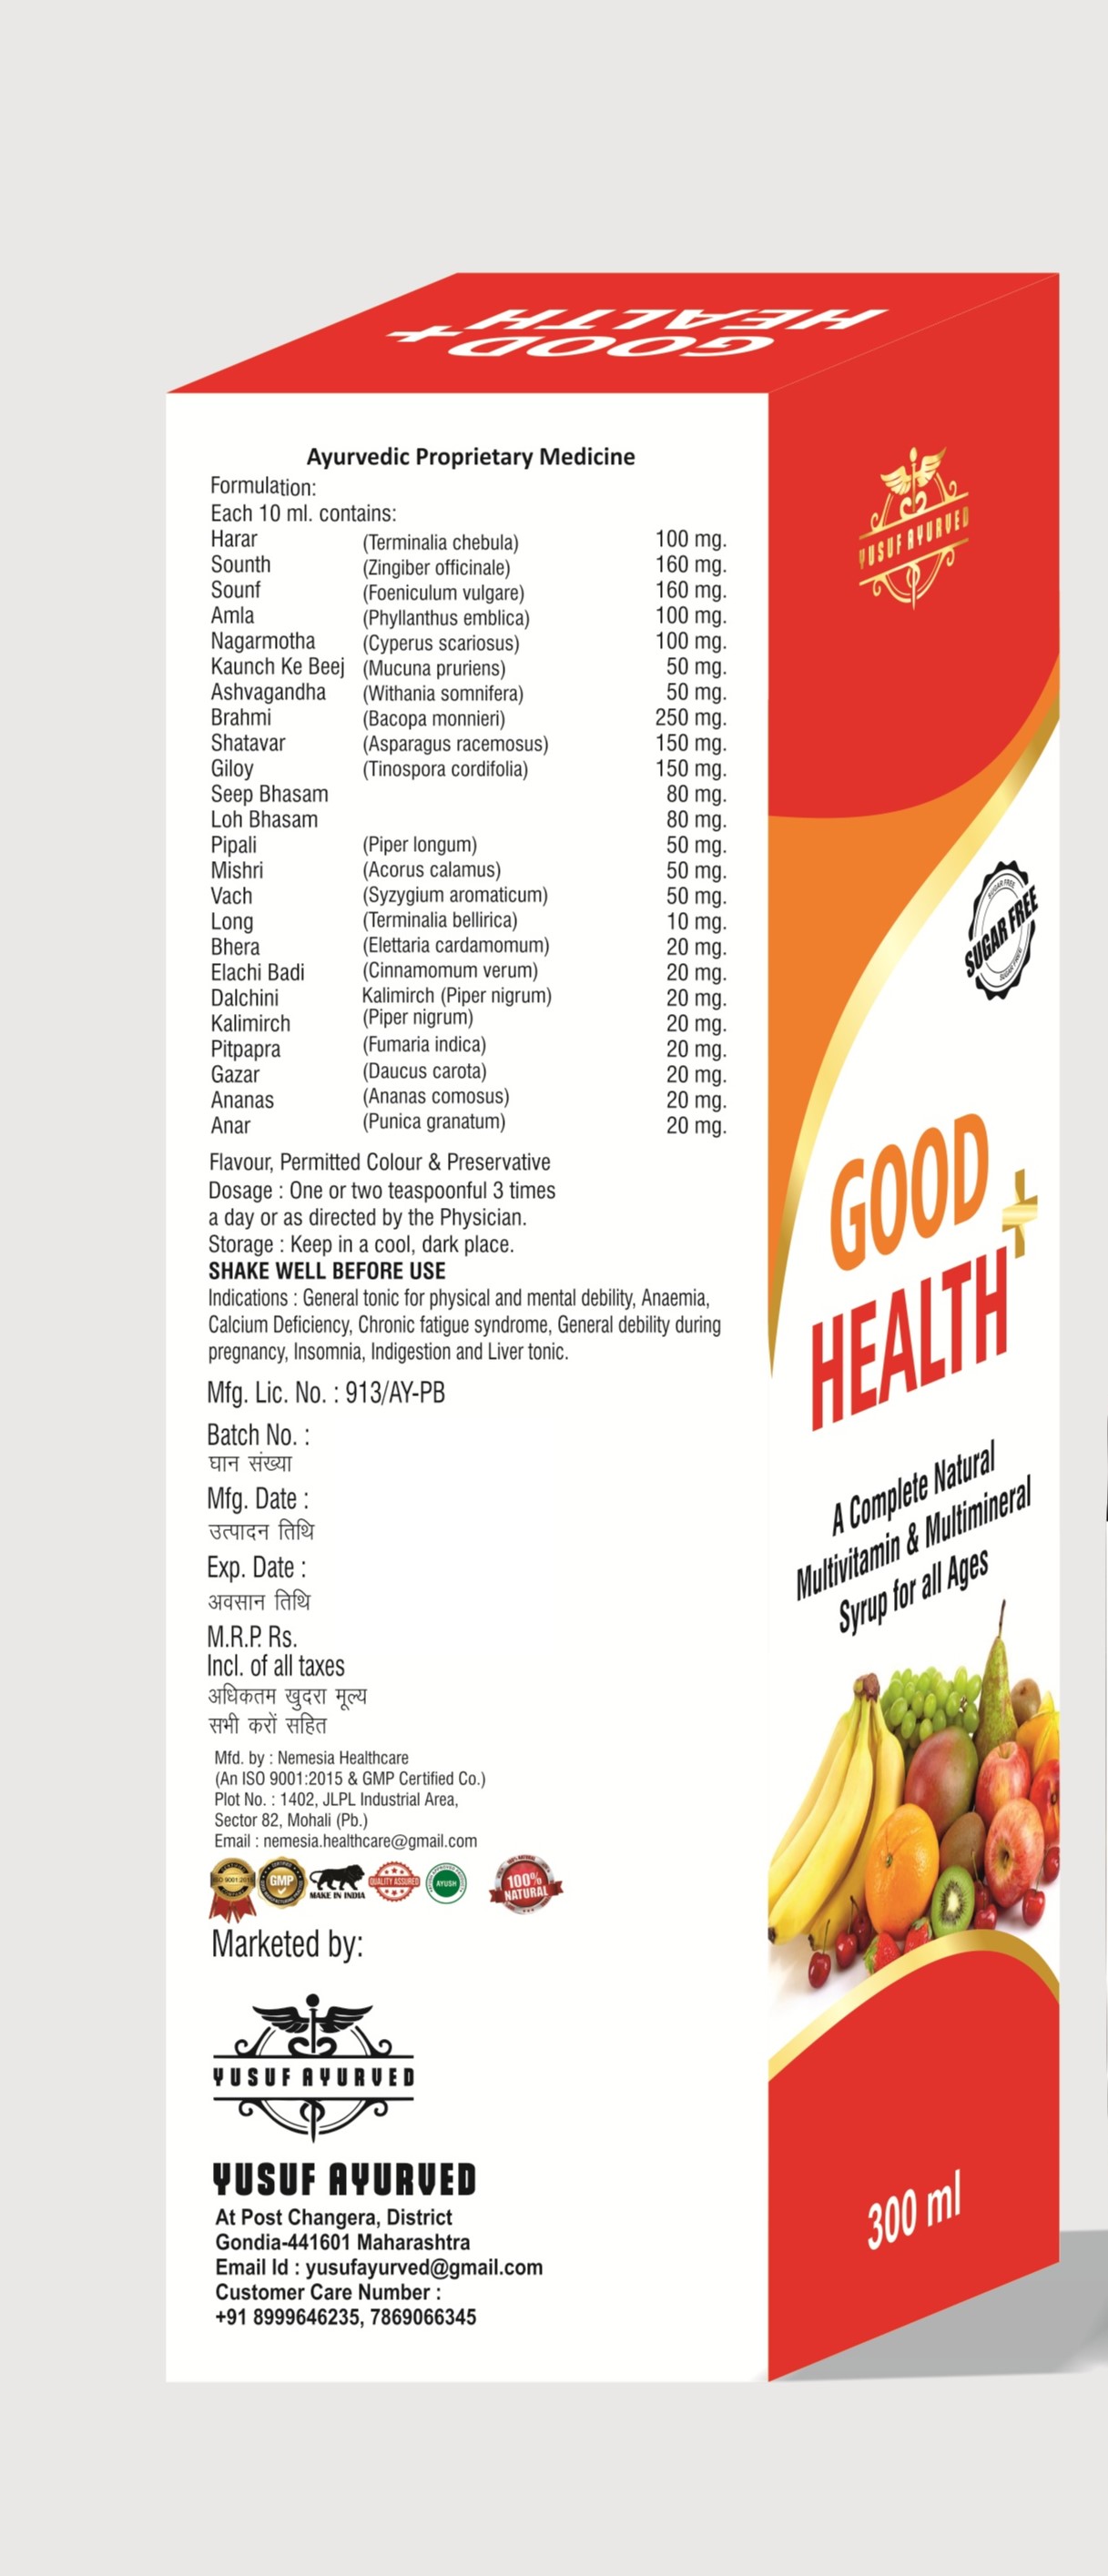 GOOD+
HEALTH
Ayurvedic Proprietary Medicine
Formulation:
Each 10 ml. contains:
Harar (Terminalia chebula) 100 mg.
Sounth (Zingiber officinale) 160 mg.
Sounf (Foeniculum vulgare) 160 mg.
Amla (Phyllanthus emblica) 100 mg.
Nagarmotha (Cyperus scariosus) 100 mg.
Kaunch Ke Beej (Mucuna pruriens) 50 mg.
Ashvagandha (Withania somnifera) 50 mg.
Brahmi (Bacopa monnieri) 250 mg.
Shatavar (Asparagus racemosus) 150 mg.
Giloy (Tinospora cordifolia) 150 mg.
Seep Bhasam 80 mg.
Loh Bhasam 80 mg.
Pipali (Piper longum) 50 mg.
Mishri (Acorus calamus) 50 mg.
Vach (Syzygium aromaticum) 50 mg.
Long (Terminalia bellirica) 10 mg.
Bhera (Elettaria cardamomum) 20 mg.
Elachi Badi (Cinnamomum verum) 20 mg.
Dalchini Kalimirch (Piper nigrum) 20 mg.
Kalimirch (Piper nigrum) 20 mg.
Pitpapra (Fumaria indica) 20 mg.
Gazar (Daucus carota) 20 mg.
Ananas (Ananas comosus) 20 mg.
Anar (Punica granatum) 20 mg.
Flavour, Permitted Colour & Preservative
Dosage : One or two teaspoonful 3 times
a day or as directed by the Physician.
Storage : Keep in a cool, dark place.
SHAKE WELL BEFORE USE
Indications : General tonic for physical and mental debility, Anaemia,
Calcium Deficiency, Chronic fatigue syndrome, General debility during
pregnancy, Insomnia, Indigestion and Liver tonic.
Mfg. Lic. No. : 913/AY-PB
Batch No. :
घान संख्या
Mfg. Date :
उत्पादन तिथि
Exp. Date :
अवसान तिथि
M.R.P. Rs.
Incl. of all taxes
अधिकतम खुदरा मूल्य
सभी करों सहित
Mfd. by : Nemesia Healthcare
(An ISO 9001:2015 & GMP Certified Co.)
Plot No. : 1402, JLPL Industrial Area,
Sector 82, Mohali (Pb.)
Email : nemesia.healthcare@gmail.com
ISO 9001:2015
GMP
MAKE IN INDIA
QUALITY ASSURED
AYUSH
100%
NATURAL
Marketed by:
YUSUF AYURVED
YUSUF AYURVED
At Post Changera, District
Gondia-441601 Maharashtra
Email Id : yusufayurved@gmail.com
Customer Care Number :
+91 8999646235, 7869066345
YUSUF AYURVED
SUGAR FREE
SUGAR FREE
SUGAR FREE
GOOD+
HEALTH
A Complete Natural
Multivitamin & Multimineral
Syrup for all Ages
300 ml